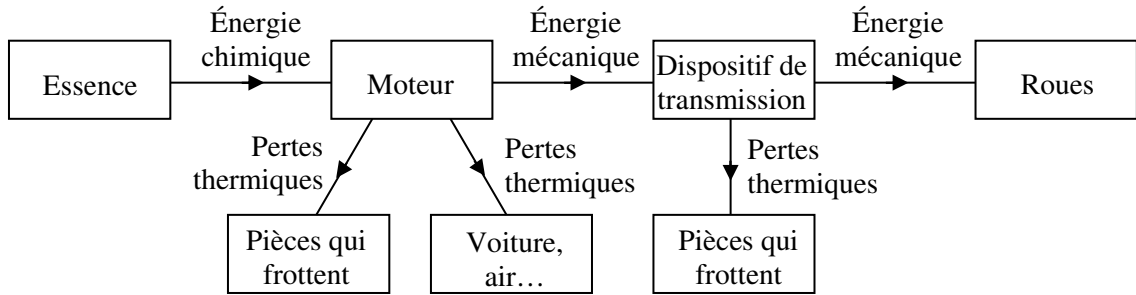 Énergie
chimique
Énergie
mécanique
Énergie
mécanique
Essence
Moteur
Dispositif de
transmission
Roues
Pertes
thermiques
Pertes
thermiques
Pertes
thermiques
Pièces qui
frottent
Voiture,
air…
Pièces qui
frottent